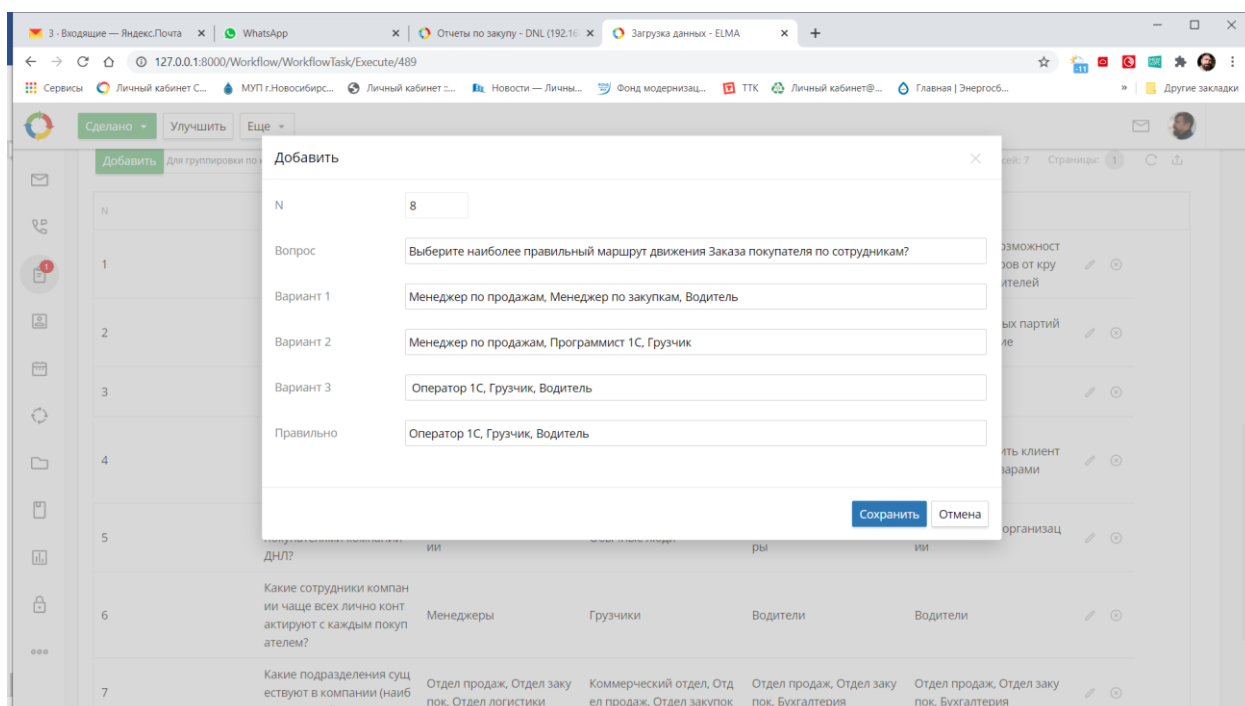 3 · Входящие — Яндекс.Почта
WhatsApp
Отчеты по закупу - DNL (192.16
Загрузка данных - ELMA
127.0.0.1:8000/Workflow/WorkflowTask/Execute/489
-11
Сервисы
Личный кабинет С...
МУП г.Новосибирс...
Личный кабинет ::...
Новости — Личны...
Фонд модернизац...
ТТК
Личный кабинет@...
Главная | Энергосб...
»
Другие закладки
Сделано
Улучшить
Еще
Добавить
Для группировки по
сей: 7
Страницы:
1
Добавить
N
8
Вопрос
Выберите наиболее правильный маршрут движения Заказа покупателя по сотрудникам?
Вариант 1
Менеджер по продажам, Менеджер по закупкам, Водитель
Вариант 2
Менеджер по продажам, Программист 1С, Грузчик
Вариант 3
Оператор 1С, Грузчик, Водитель
Правильно
Оператор 1С, Грузчик, Водитель
Сохранить
Отмена
N
1
озможност
ров от кру
ителей
2
ых партий
ие
3
4
ить клиент
варами
5
ДНЛ?
ии
ры
организац
ии
6
Какие сотрудники компан
ии чаще всех лично конт
актируют с каждым покуп
ателем?
Менеджеры
Грузчики
Водители
Водители
7
Какие подразделения сущ
ествуют в компании (наиб
Отдел продаж, Отдел заку
пок, Отдел логистики
Коммерческий отдел, Отд
ел продаж, Отдел закупок
Отдел продаж, Отдел заку
пок, Бухгалтерия
Отдел продаж, Отдел заку
пок, Бухгалтерия